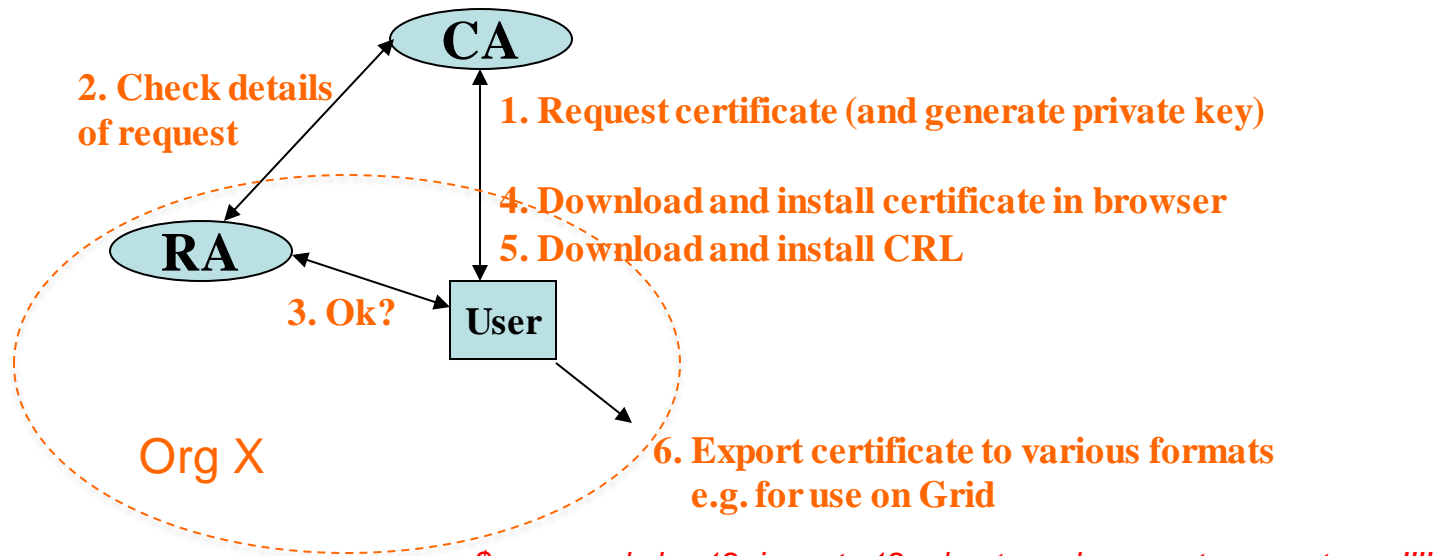 CA
2. Check details
of request
1. Request certificate (and generate private key)
4. Download and install certificate in browser
5. Download and install CRL
RA
3. Ok?
User
Org X
6. Export certificate to various formats
e.g. for use on Grid